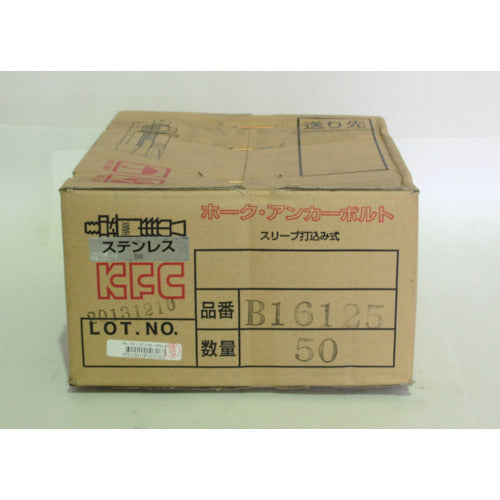 送り先
ホーク・アンカーボルト
スリーブ打込み式
ステンレス
KFC
20131210
LOT.NO.
品番 B16125
数量 50